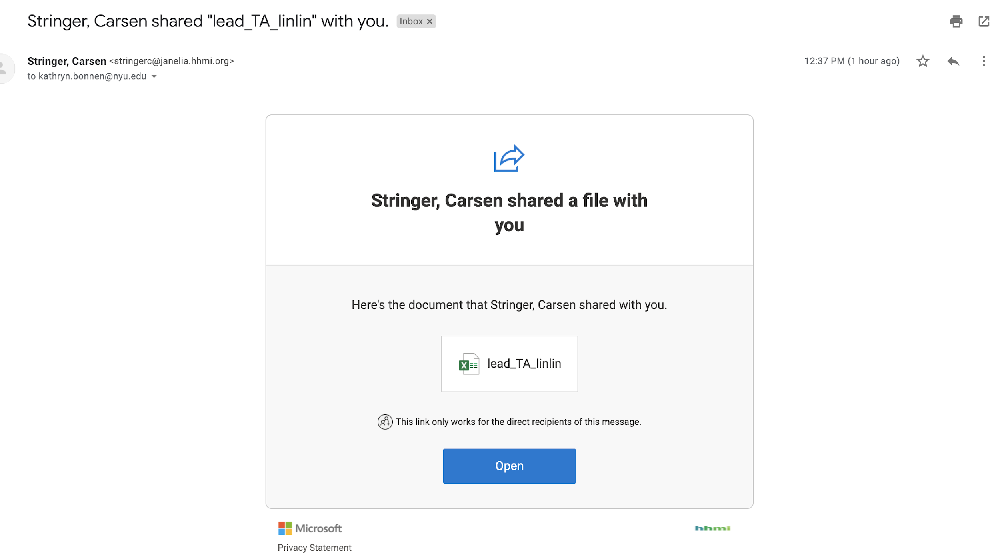 Stringer, Carsen shared "lead_TA_linlin" with you. Inbox ×
Stringer, Carsen <stringerc@janelia.hhmi.org> 12:37 PM (1 hour ago)
to kathryn.bonnen@nyu.edu
Stringer, Carsen shared a file with
you
Here's the document that Stringer, Carsen shared with you.
X lead_TA_linlin
This link only works for the direct recipients of this message.
Open
Microsoft hhmi
Privacy Statement